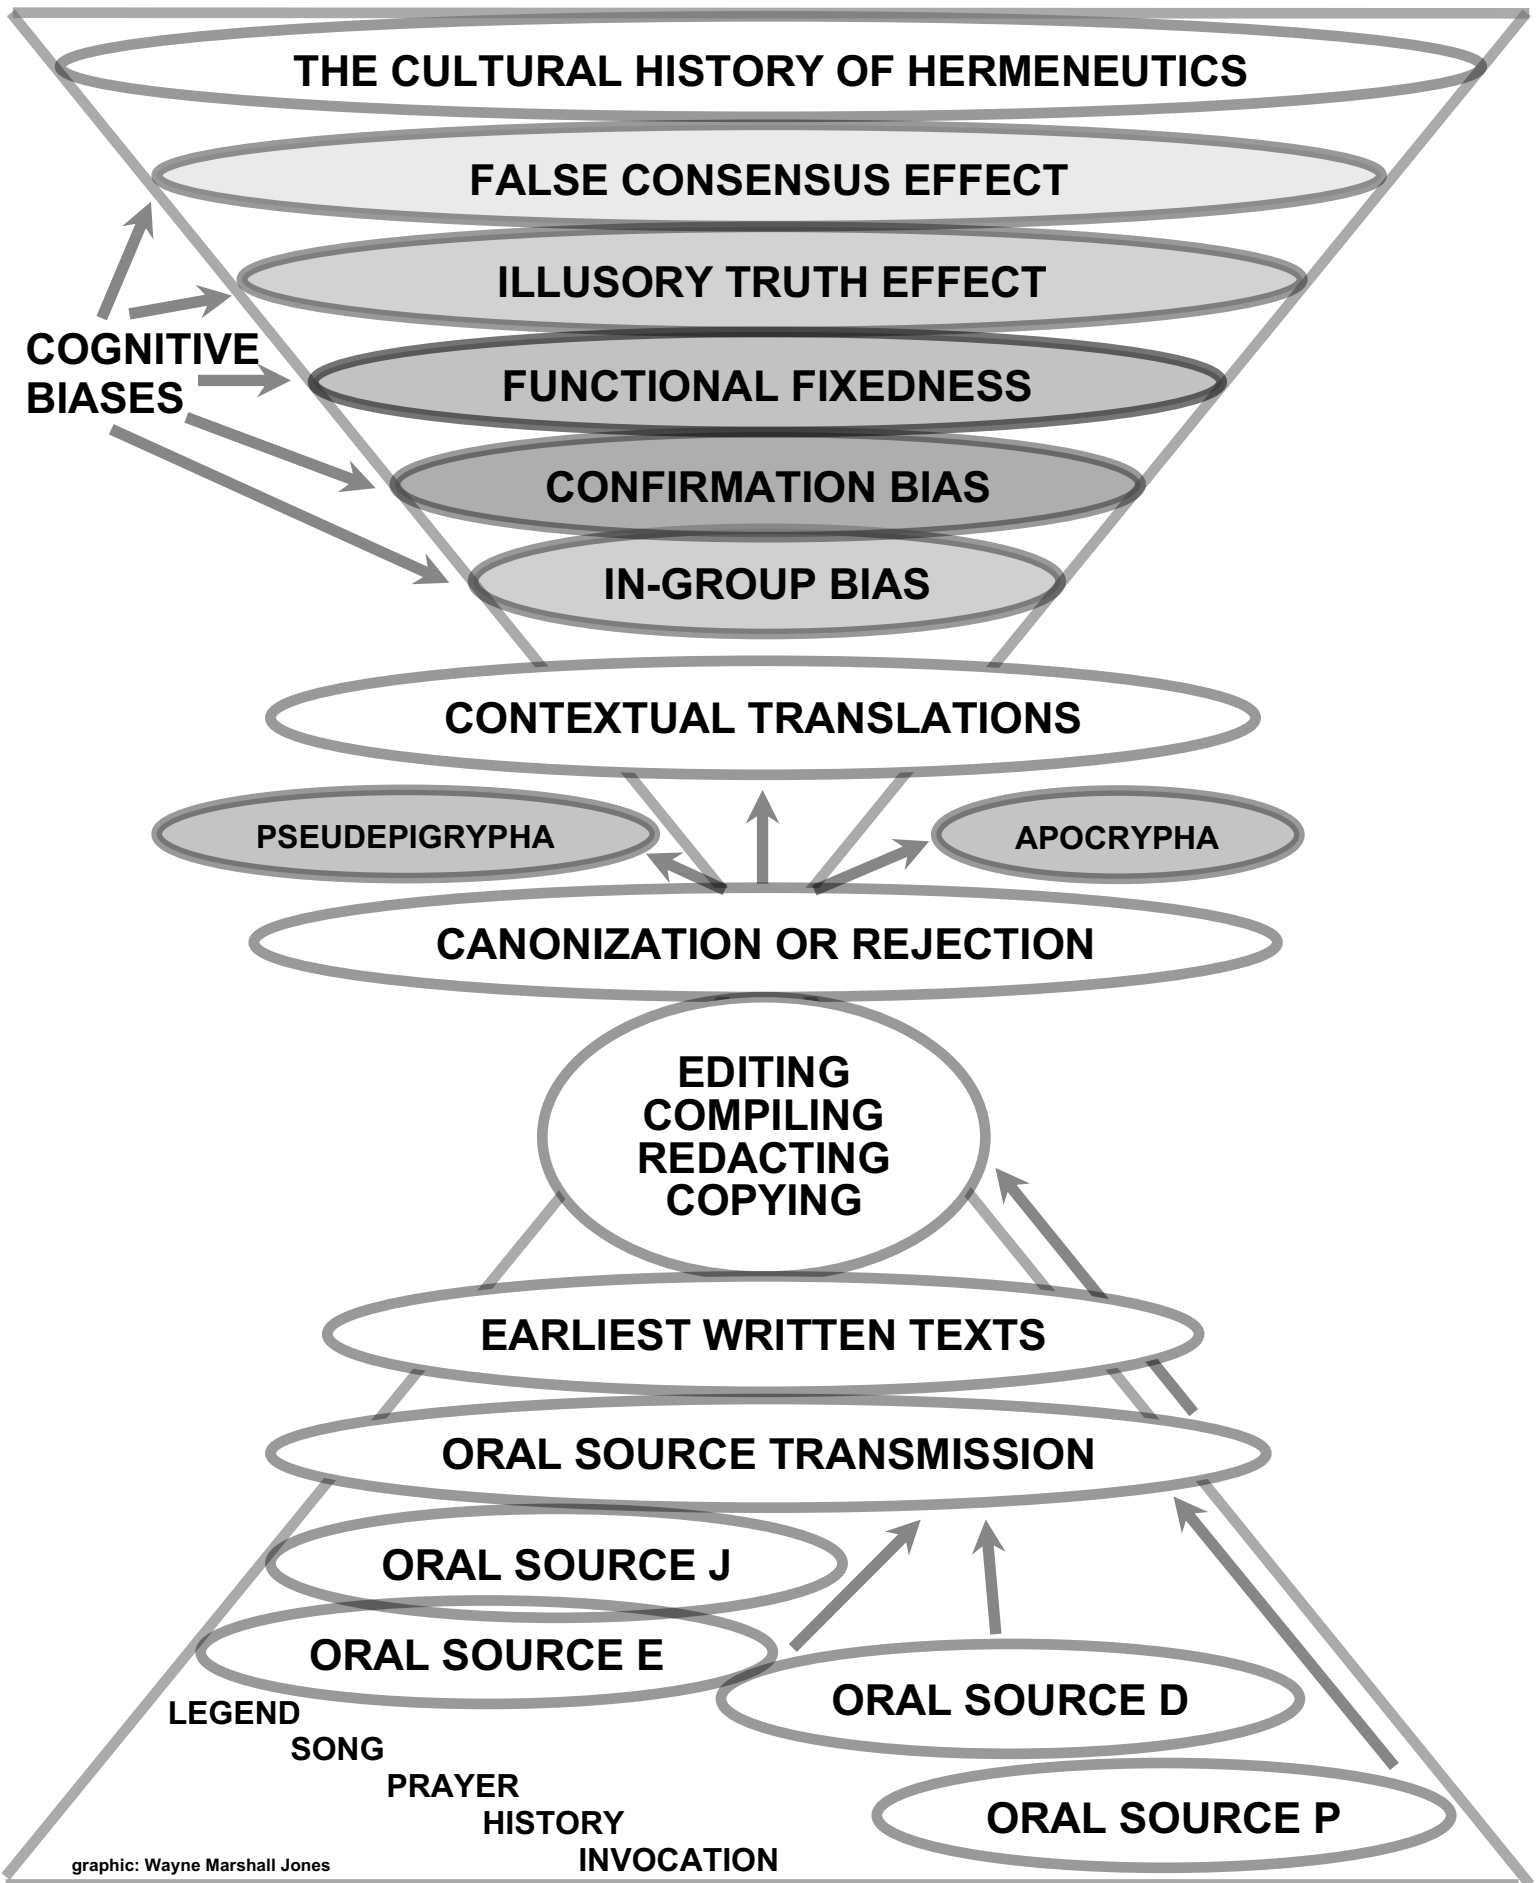 THE CULTURAL HISTORY OF HERMENEUTICS
FALSE CONSENSUS EFFECT
ILLUSORY TRUTH EFFECT
COGNITIVE
BIASES
FUNCTIONAL FIXEDNESS
CONFIRMATION BIAS
IN-GROUP BIAS
CONTEXTUAL TRANSLATIONS
PSEUDEPIGRYPHA
APOCRYPHA
CANONIZATION OR REJECTION
EDITING
COMPILING
REDACTING
COPYING
EARLIEST WRITTEN TEXTS
ORAL SOURCE TRANSMISSION
ORAL SOURCE J
ORAL SOURCE E
ORAL SOURCE D
LEGEND
SONG
PRAYER
HISTORY
INVOCATION
ORAL SOURCE P
graphic: Wayne Marshall Jones